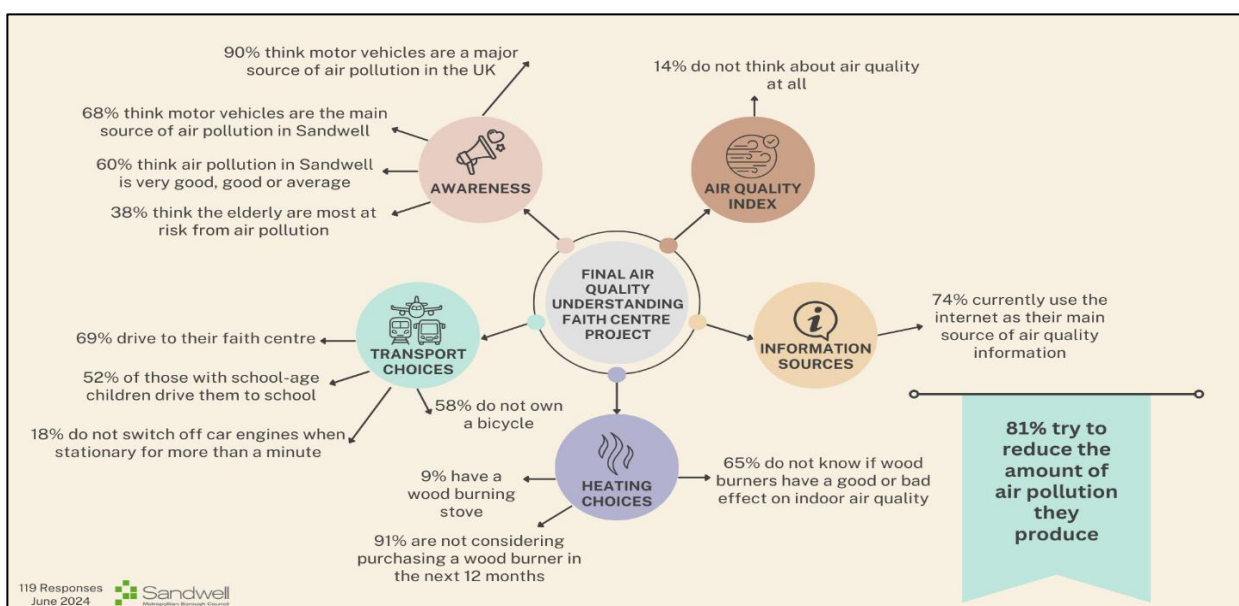 90% think motor vehicles are a major
source of air pollution in the UK
68% think motor vehicles are the main
source of air pollution in Sandwell
60% think air pollution in Sandwell
is very good, good or average
38% think the elderly are most at
risk from air pollution
AWARENESS
14% do not think about air quality
at all
AIR QUALITY
INDEX
FINAL AIR
QUALITY
UNDERSTANDING
FAITH CENTRE
PROJECT
69% drive to their faith centre
52% of those with school-age
children drive them to school
18% do not switch off car engines when
stationary for more than a minute
58% do not own
a bicycle
TRANSPORT
CHOICES
INFORMATION
SOURCES
74% currently use the
internet as their main
source of air quality
information
9% have a
wood burning
stove
91% are not considering
purchasing a wood burner in
the next 12 months
HEATING
CHOICES
65% do not know if wood
burners have a good or bad
effect on indoor air quality
81% try to
reduce the
amount of
air pollution
they
produce
119 Responses
June 2024
Sandwell
Metropolitan Borough Council